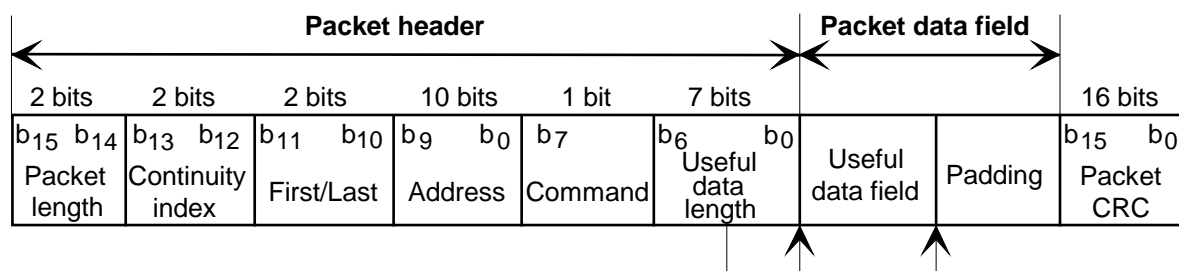 Packet header Packet data field
2 bits 2 bits 2 bits 10 bits 1 bit 7 bits 16 bits
b15 b14 b13 b12 b11 b10 b9 b0 b7 b6 b0 b15 b0
Packet length
Continuity index
First/Last
Address
Command
Useful data length
Useful data field
Padding
Packet CRC